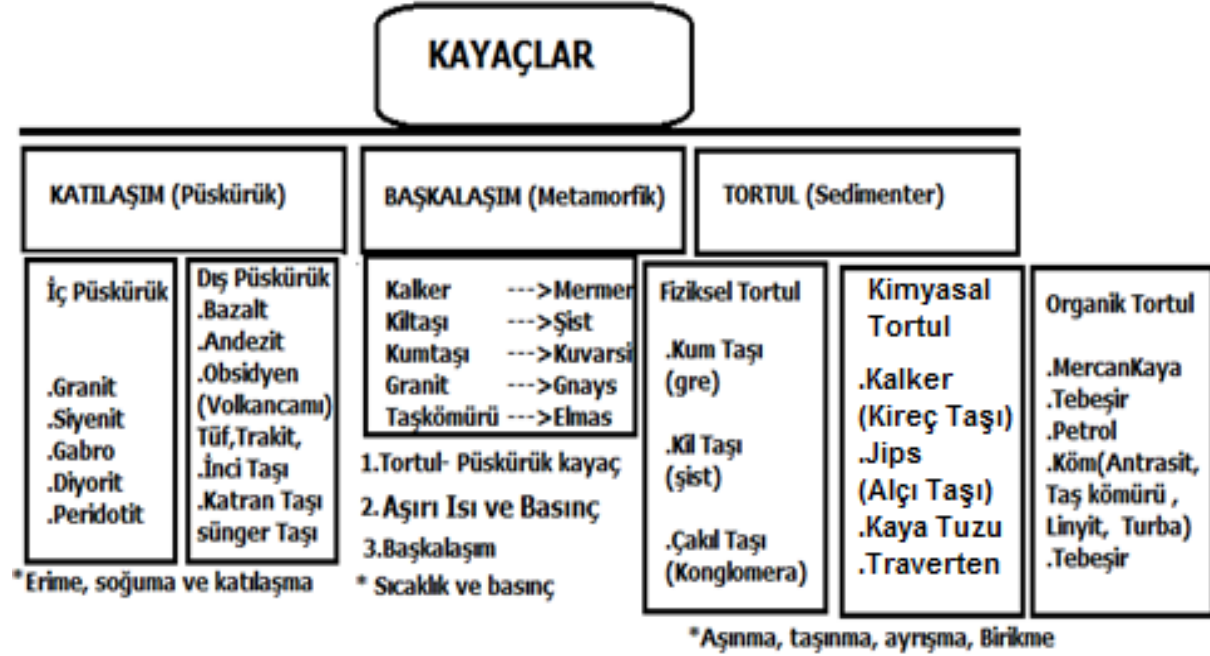 KAYAÇLAR
KATILAŞIM (Püskürük)
İç Püskürük
.Granit
.Siyenit
.Gabro
.Diyorit
.Peridotit
Dış Püskürük
.Bazalt
.Andezit
.Obsidyen
(Volkancamı)
Tüf,Trakit,
.İnci Taşı
.Katran Taşı
sünger Taşı
*Erime, soğuma ve katılaşma
BAŞKALAŞIM (Metamorfik)
Kalker --->Mermer
Kiltaşı --->Şist
Kumtaşı --->Kuvarsi
Granit --->Gnays
Taşkömürü --->Elmas
1.Tortul- Püskürük kayaç
2. Aşırı Isı ve Basınç
3.Başkalaşım
* Sıcaklık ve basınç
TORTUL (Sedimenter)
Fiziksel Tortul
.Kum Taşı
(gre)
.Kil Taşı
(şist)
.Çakıl Taşı
(Konglomera)
Kimyasal
Tortul
.Kalker
(Kireç Taşı)
.Jips
(Alçı Taşı)
.Kaya Tuzu
.Traverten
Organik Tortul
.MercanKaya
.Tebeşir
.Petrol
.Köm(Antrasit,
Taş kömürü ,
Linyit, Turba)
.Tebeşir
*Aşınma, taşınma, ayrışma, Birikme